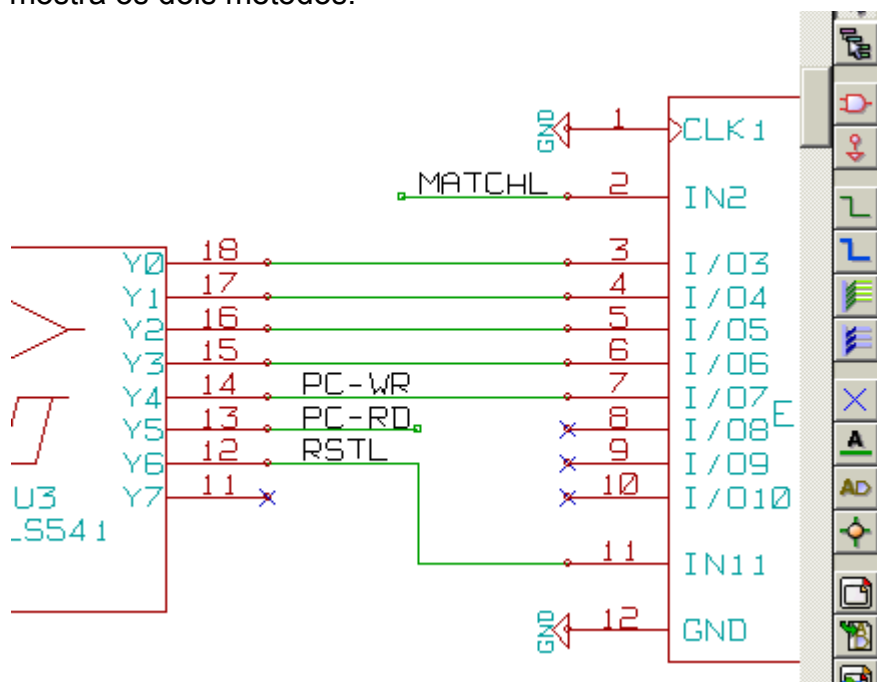 mostra os dois métodos.
GND 1 CLK1
MATCHL 2 IN2
Y0 18 3 I/O3
Y1 17 4 I/O4
Y2 16 5 I/O5
Y3 15 6 I/O6
Y4 14 PC-WR 7 I/O7
E
Y5 13 PC-RD 8 I/O8
Y6 12 RSTL 9 I/O9
U3 Y7 11 10 I/O10
LS541
11 IN11
GND 12 GND
A
AD